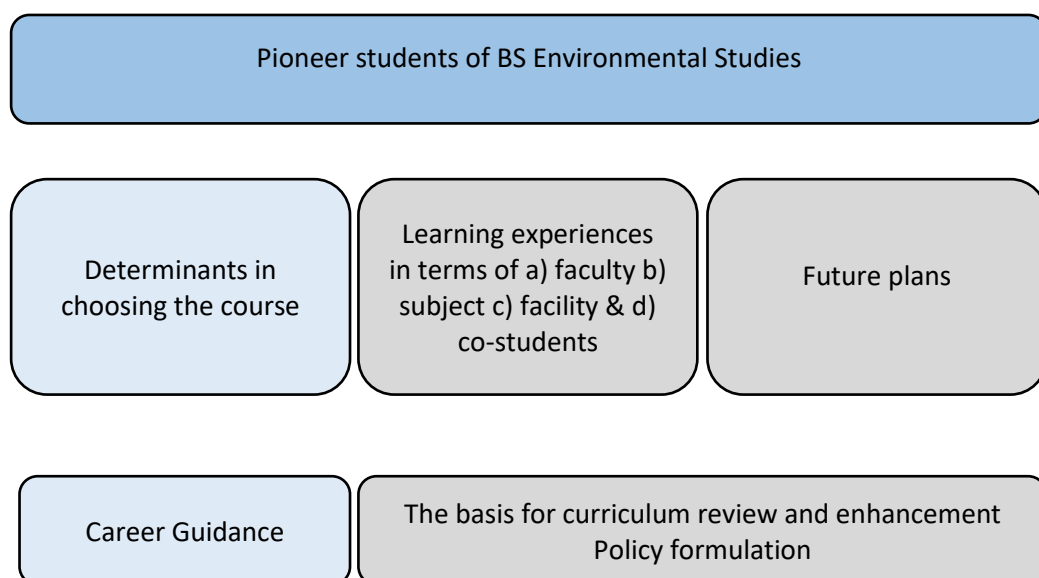 Pioneer students of BS Environmental Studies
Determinants in
choosing the course
Learning experiences
in terms of a) faculty b)
subject c) facility & d)
co-students
Future plans
Career Guidance
The basis for curriculum review and enhancement
Policy formulation